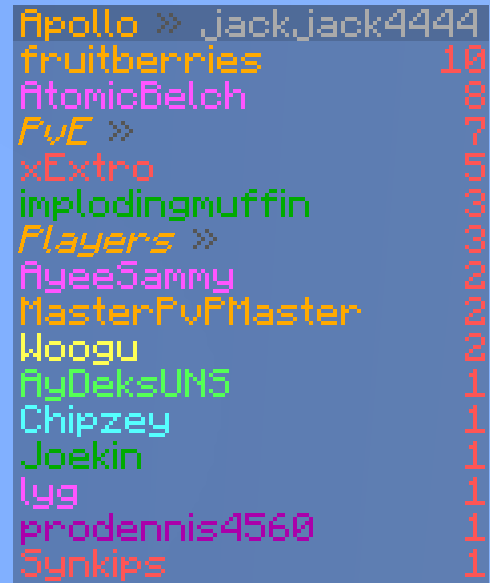 Apollo » jackjack4444
fruitberries 10
AtomicBelch 8
PvE » 7
xExtro 5
implodingmuffin 3
Players » 3
AyeeSammy 2
MasterPvPMaster 2
Woogu 2
AyDeksUNS 1
Chipzey 1
Joekin 1
lyg 1
prodennis4560 1
Synkips 1